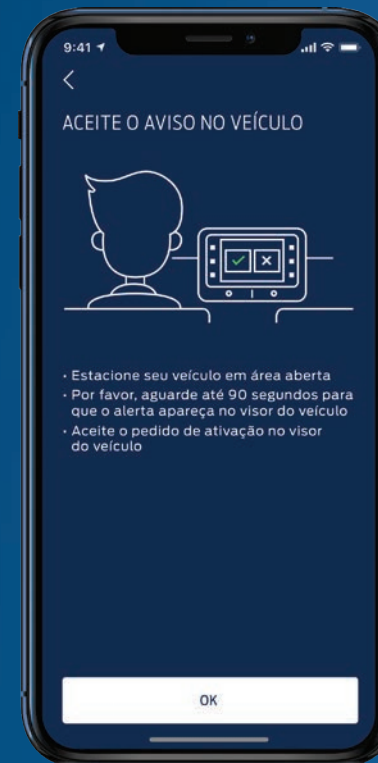 9:41
ACEITE O AVISO NO VEÍCULO
· Estacione seu veículo em área aberta
· Por favor, aguarde até 90 segundos para
que o alerta apareça no visor do veículo
· Aceite o pedido de ativação no visor
do veículo
OK